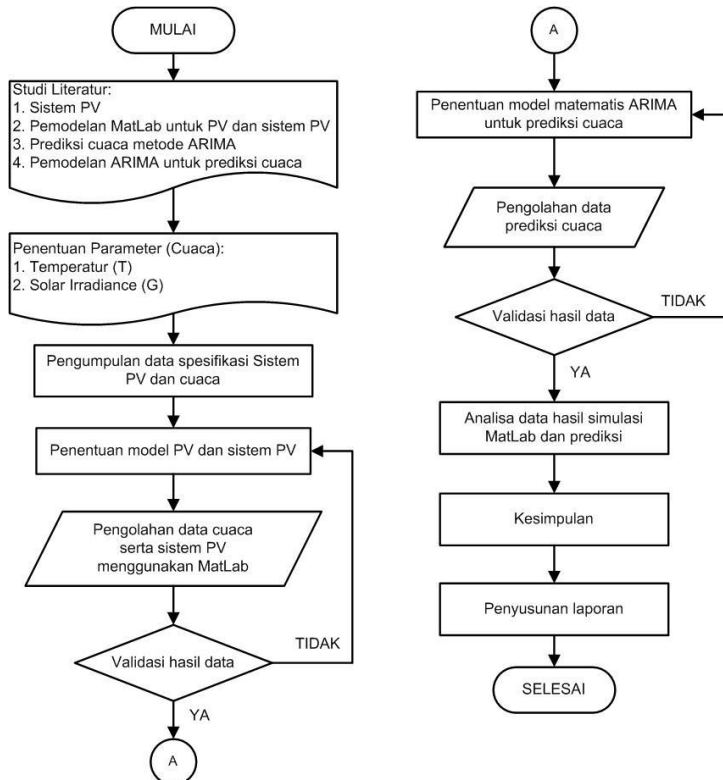 MULAI
Studi Literatur:
1. Sistem PV
2. Pemodelan MatLab untuk PV dan sistem PV
3. Prediksi cuaca metode ARIMA
4. Pemodelan ARIMA untuk prediksi cuaca
Penentuan Parameter (Cuaca):
1. Temperatur (T)
2. Solar Irradiance (G)
Pengumpulan data spesifikasi Sistem
PV dan cuaca
Penentuan model PV dan sistem PV
Pengolahan data cuaca
serta sistem PV
menggunakan MatLab
TIDAK
Validasi hasil data
YA
A
A
Penentuan model matematis ARIMA
untuk prediksi cuaca
Pengolahan data
prediksi cuaca
TIDAK
Validasi hasil data
YA
Analisa data hasil simulasi
MatLab dan prediksi
Kesimpulan
Penyusunan laporan
SELESAI